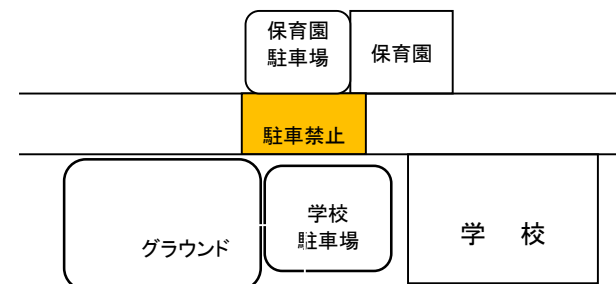 保育園
駐車場
保育園
駐車禁止
学校
駐車場
学　校
グラウンド